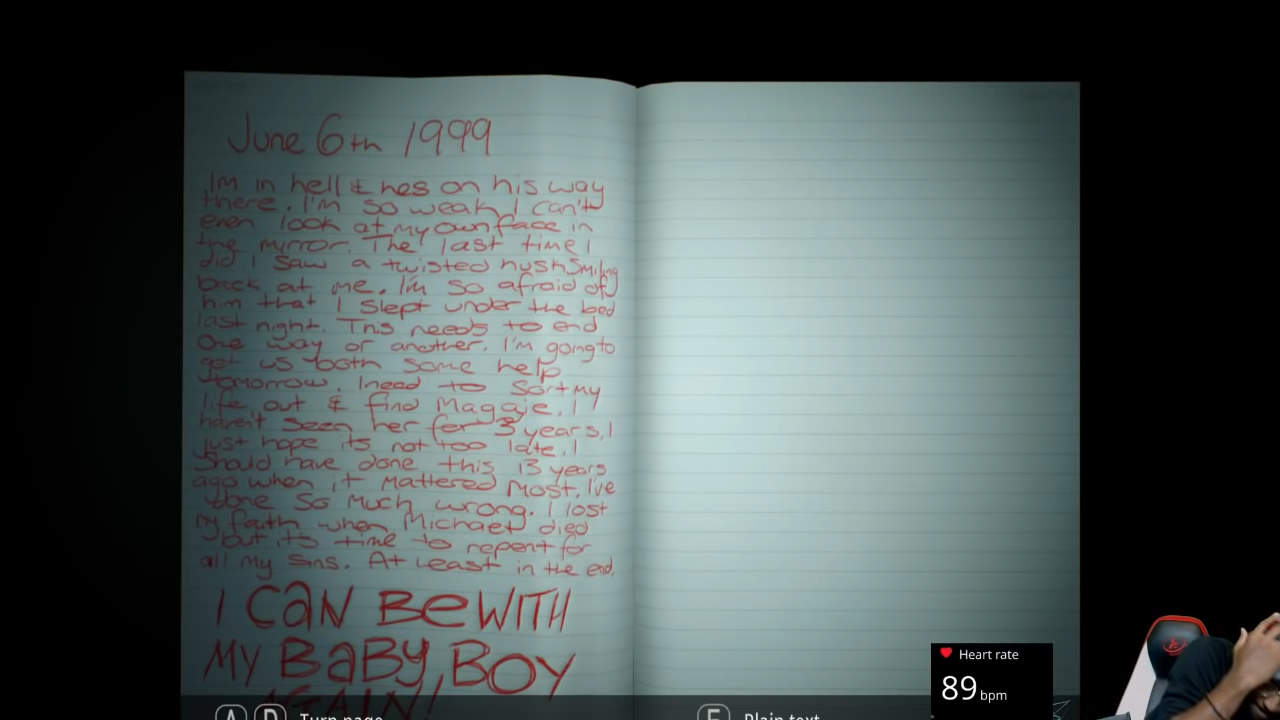 June 6th 1999
Im in hell & hes on his way
there. I'm so weak I can't
even look at my own face in
the mirror. The last time I
did I saw a twisted husk smiling
back at me. I'm so afraid of
him that I slept under the bed
last night. This needs to end
one way or another. I'm going to
get us both some help
tomorrow. I need to sort my
life out & find Maggie. I
haven't seen her for 3 years, I
just hope its not too late. I
should have done this 13 years
ago when it mattered most. I've
done so much wrong. I lost
my faith when Michael died
but its time to repent for
all my sins. At least in the end,
I CAN BE WITH
MY BABY BOY
AGAIN!
A D Turn page
E Plain text
Heart rate
89 bpm